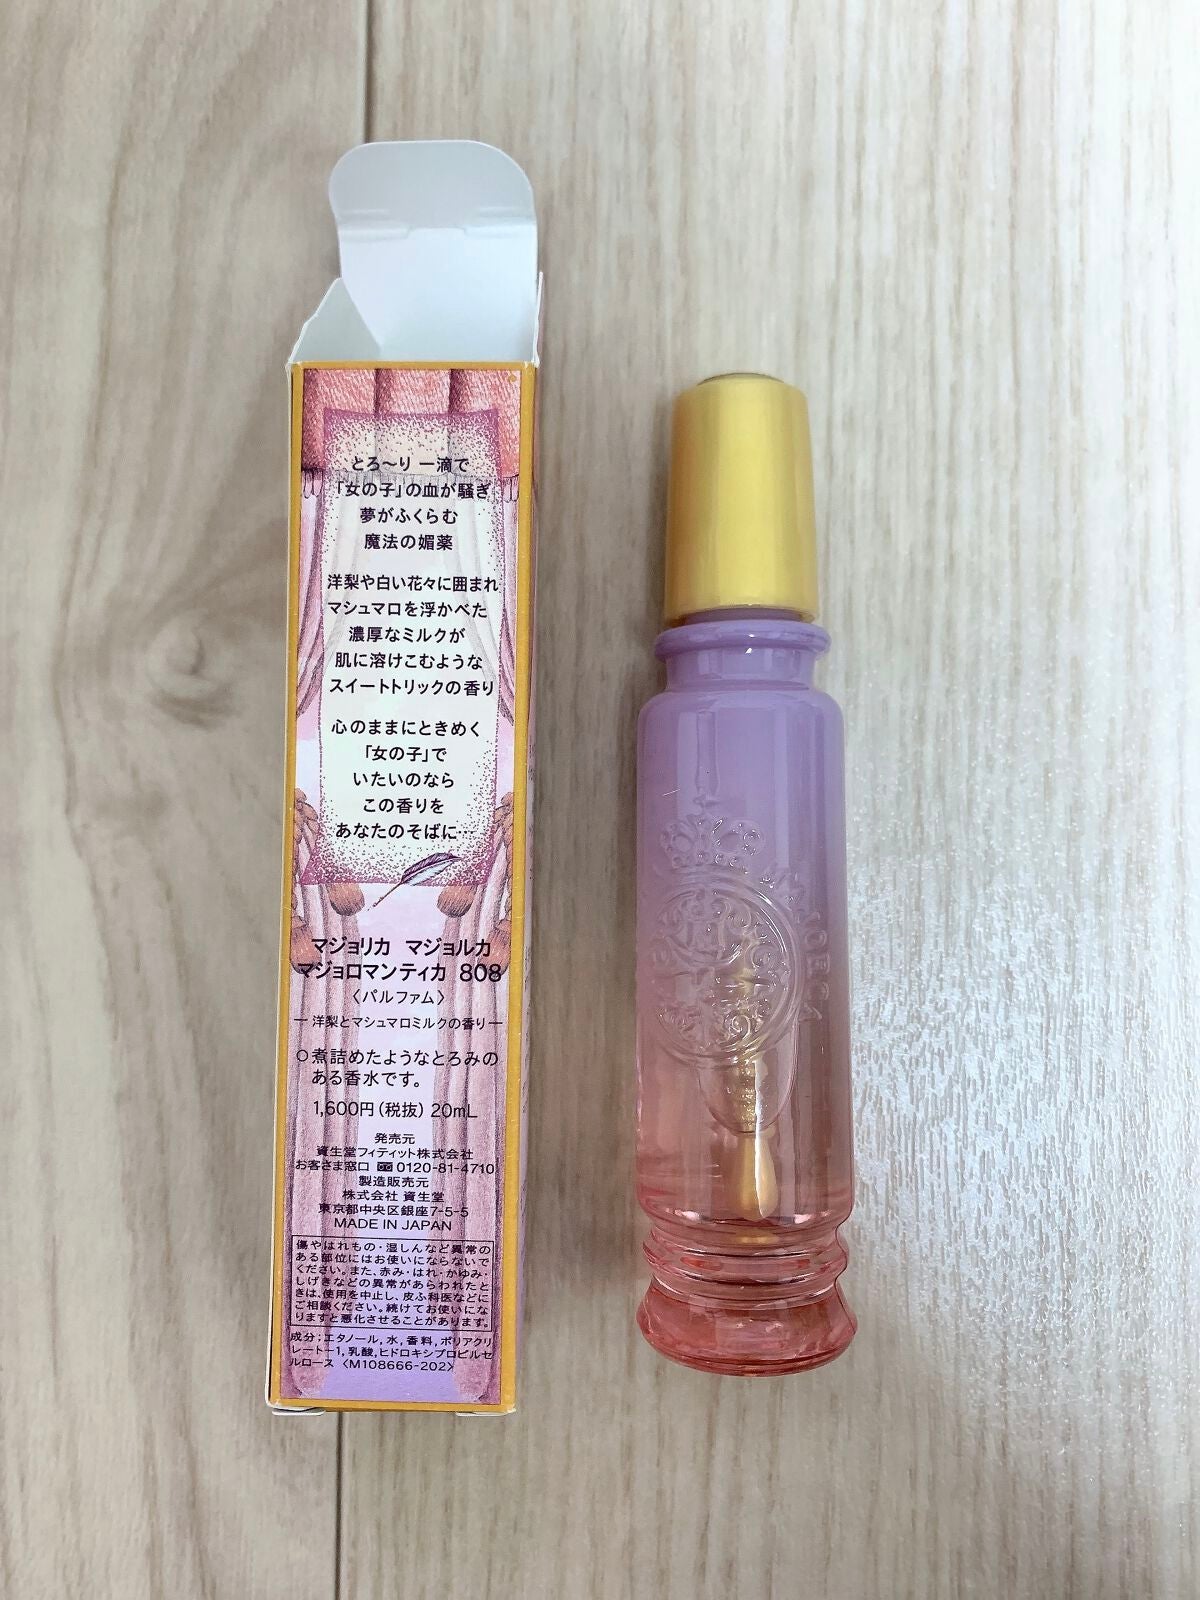 とろ〜り 一滴で
「女の子」の血が騒ぎ
夢がふくらむ
魔法の媚薬
洋梨や白い花々に囲まれ
マシュマロを浮かべた
濃厚なミルクが
肌に溶けこむような
スイートトリックの香り
心のままにときめく
「女の子」で
いたいのなら
この香りを
あなたのそばに…
マジョリカ マジョルカ
マジョロマンティカ 808
〈パルファム〉
— 洋梨とマシュマロミルクの香り —
○煮詰めたようなとろみの
ある香水です。
1,600円(税抜) 20mL
発売元
資生堂フィティット株式会社
お客さま窓口 0120-81-4710
製造販売元
株式会社 資生堂
東京都中央区銀座7-5-5
MADE IN JAPAN
傷やはれもの・湿しんなど異常の
ある部位にはお使いにならないで
ください。また、赤み・はれ・かゆみ・
しげきなどの異常があらわれたと
きは、使用を中止し、皮ふ科医などに
ご相談ください。続けてお使いにな
りますと悪化させることがあります。
成分；エタノール,水,香料,ポリアクリ
レート-1,乳酸,ヒドロキシプロピルセ
ルロース 〈M108666-202〉